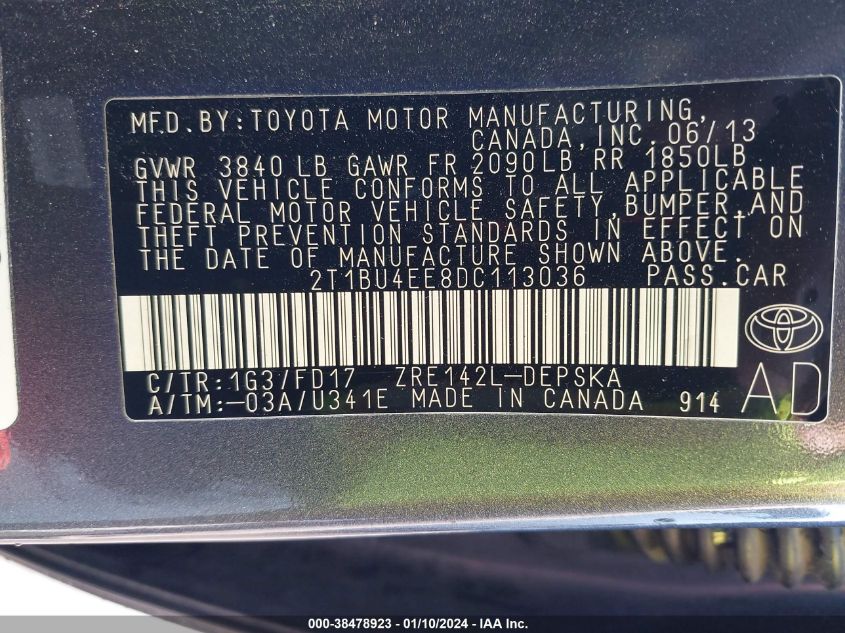 MFD. BY: TOYOTA MOTOR MANUFACTURING,
CANADA, INC. 06/13
GVWR 3840 LB GAWR FR 2090LB RR 1850LB
THIS VEHICLE CONFORMS TO ALL APPLICABLE
FEDERAL MOTOR VEHICLE SAFETY, BUMPER, AND
THEFT PREVENTION STANDARDS IN EFFECT ON
THE DATE OF MANUFACTURE SHOWN ABOVE.
2T1BU4EE8DC113036 PASS. CAR
C/TR: 1G3/FD17 ZRE142L-DEPSKA
A/TM: -03A/U341E MADE IN CANADA 914
AD
000-38478923 - 01/10/2024 - IAA Inc.